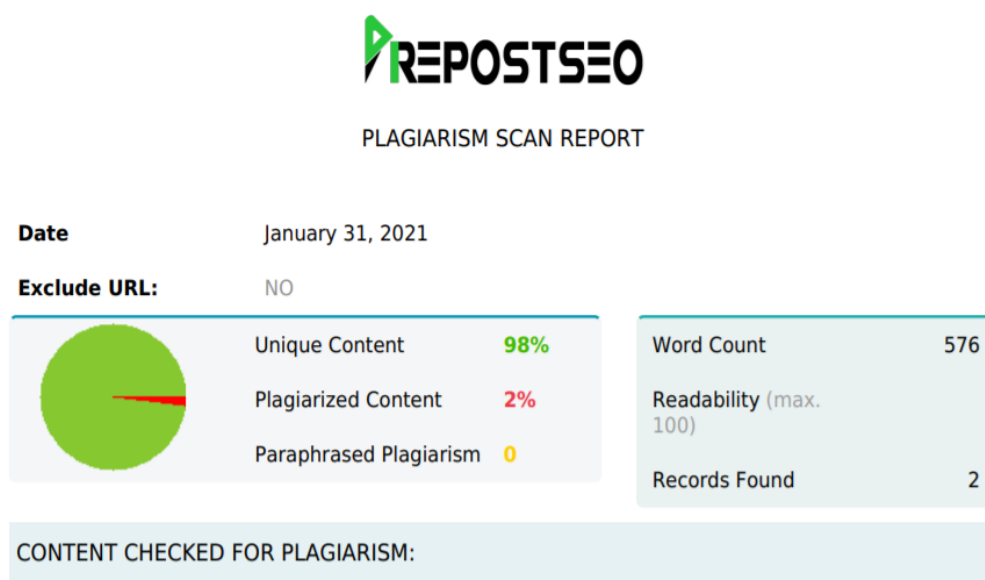 PREPOSTSEO
PLAGIARISM SCAN REPORT
Date January 31, 2021
Exclude URL: NO
Unique Content 98%
Plagiarized Content 2%
Paraphrased Plagiarism 0
Word Count 576
Readability (max.
100)
Records Found 2
CONTENT CHECKED FOR PLAGIARISM: